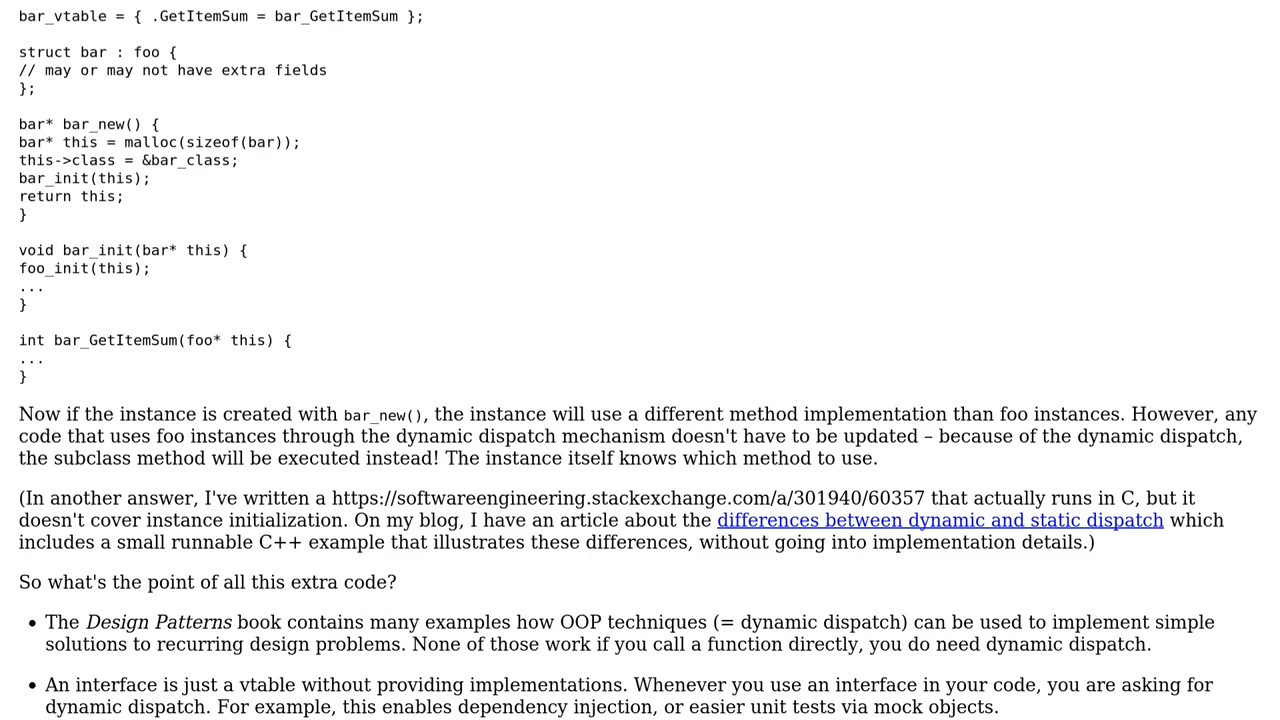 bar_vtable = { .GetItemSum = bar_GetItemSum };
struct bar : foo {
// may or may not have extra fields
};
bar* bar_new() {
bar* this = malloc(sizeof(bar));
this->class = &bar_class;
bar_init(this);
return this;
}
void bar_init(bar* this) {
foo_init(this);
...
}
int bar_GetItemSum(foo* this) {
...
}
Now if the instance is created with bar_new(), the instance will use a different method implementation than foo instances. However, any
code that uses foo instances through the dynamic dispatch mechanism doesn't have to be updated – because of the dynamic dispatch,
the subclass method will be executed instead! The instance itself knows which method to use.
(In another answer, I've written a https://softwareengineering.stackexchange.com/a/301940/60357 that actually runs in C, but it
doesn't cover instance initialization. On my blog, I have an article about the differences between dynamic and static dispatch which
includes a small runnable C++ example that illustrates these differences, without going into implementation details.)
So what's the point of all this extra code?
• The Design Patterns book contains many examples how OOP techniques (= dynamic dispatch) can be used to implement simple
solutions to recurring design problems. None of those work if you call a function directly, you do need dynamic dispatch.
• An interface is just a vtable without providing implementations. Whenever you use an interface in your code, you are asking for
dynamic dispatch. For example, this enables dependency injection, or easier unit tests via mock objects.